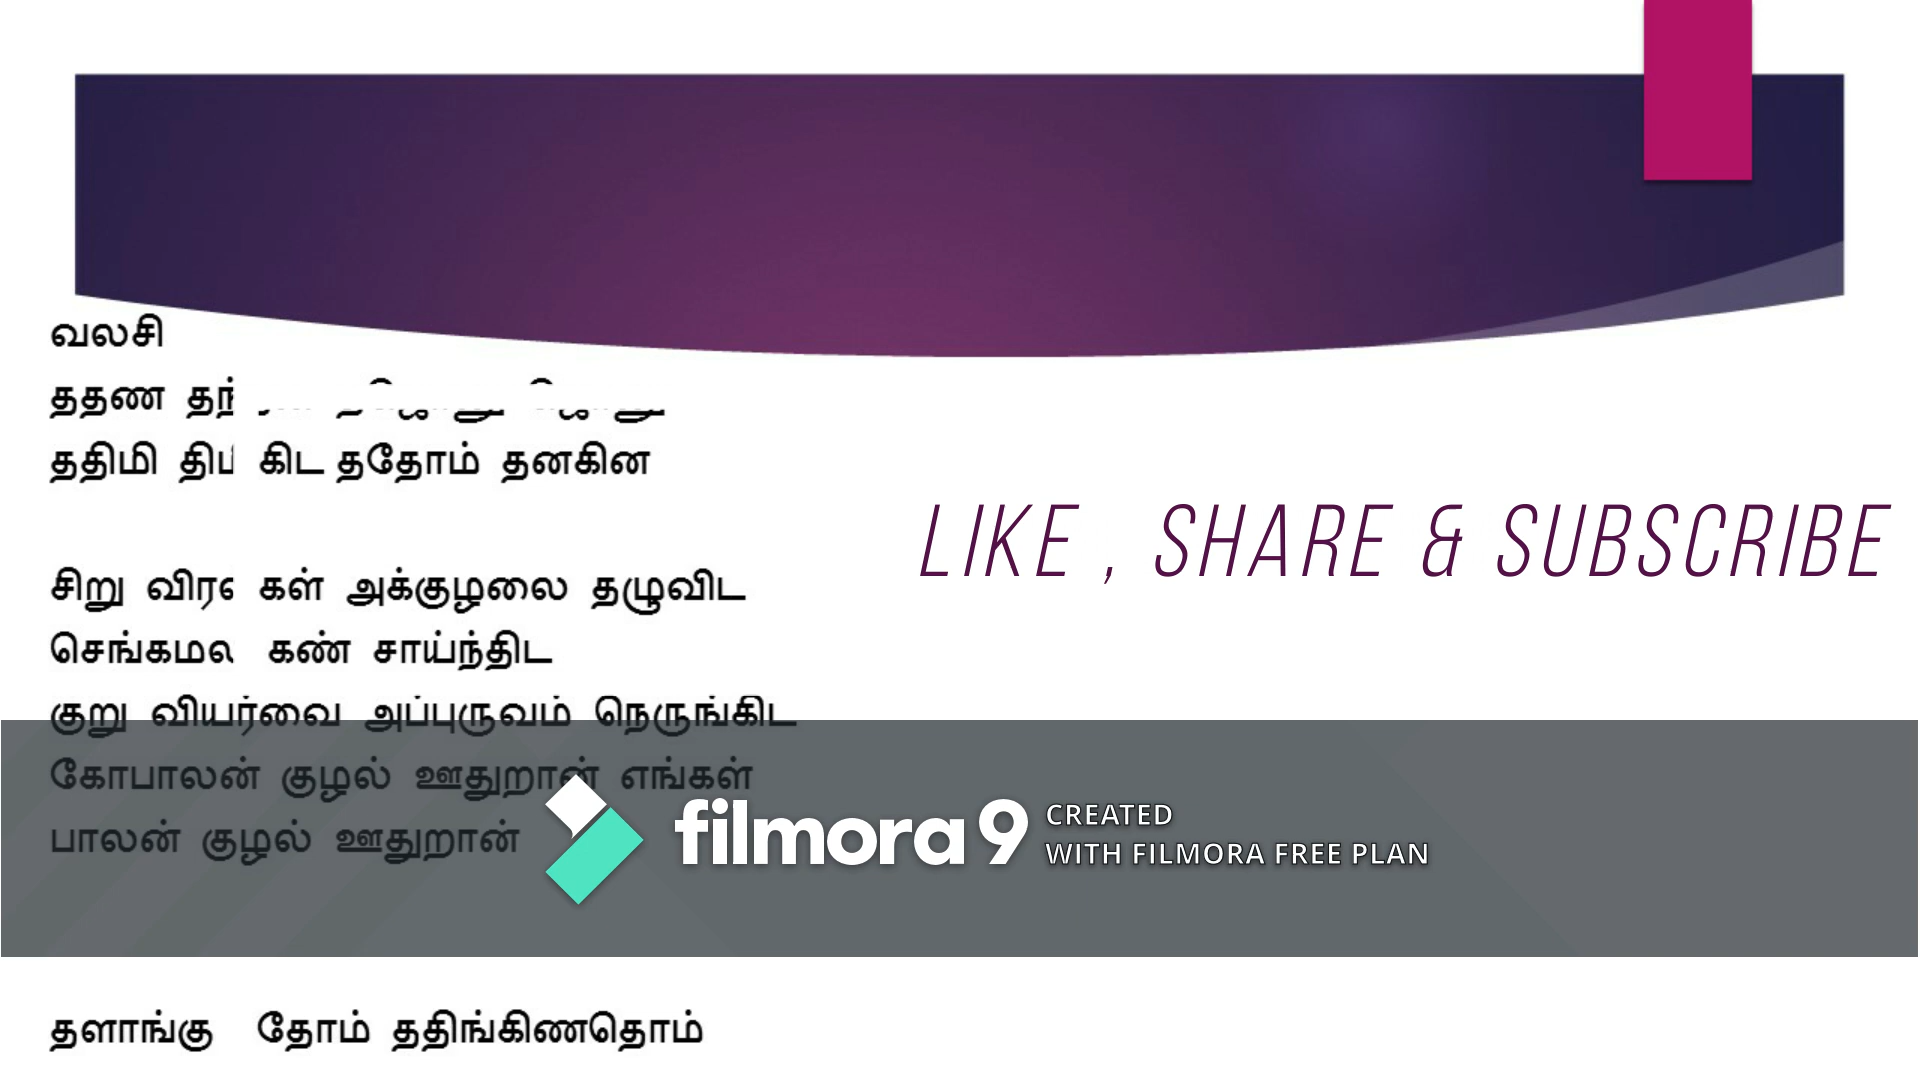 வலசி
ததண
ததிமி கிட ததோம் தனகின
சிறு கள் அக்குழலை தழுவிட
செங்கமல கண் சாய்ந்திட
LIKE , SHARE & SUBSCRIBE
குறு வியர்வை அப்புருவம் நெருங்கிட
கோபாலன் குழல் ஊதுறான் எங்கள்
பாலன் குழல் ஊதுறான்
filmora 9
CREATED
WITH FILMORA FREE PLAN
தளாங்கு தோம் ததிங்கிணதொம்